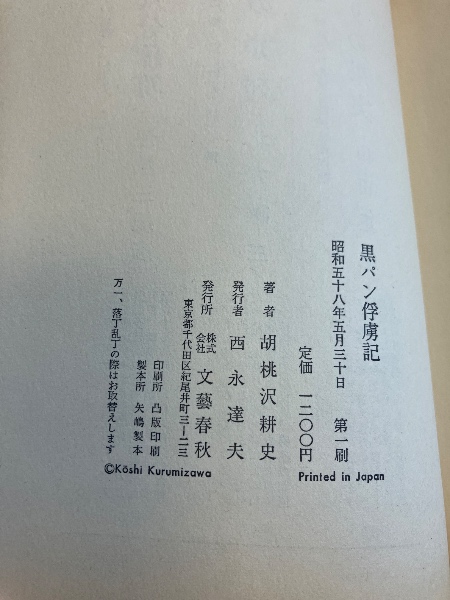 黒パン俘虜記
昭和五十八年五月三十日　第一刷
定価　一二〇〇円
著者　胡桃沢耕史
発行者　西永達夫
発行所　株式会社　文藝春秋
東京都千代田区紀尾井町三―二三
印刷所　凸版印刷
製本所　矢嶋製本
万一、落丁乱丁の際はお取替えします
Printed in Japan
©Kōshi Kurumizawa